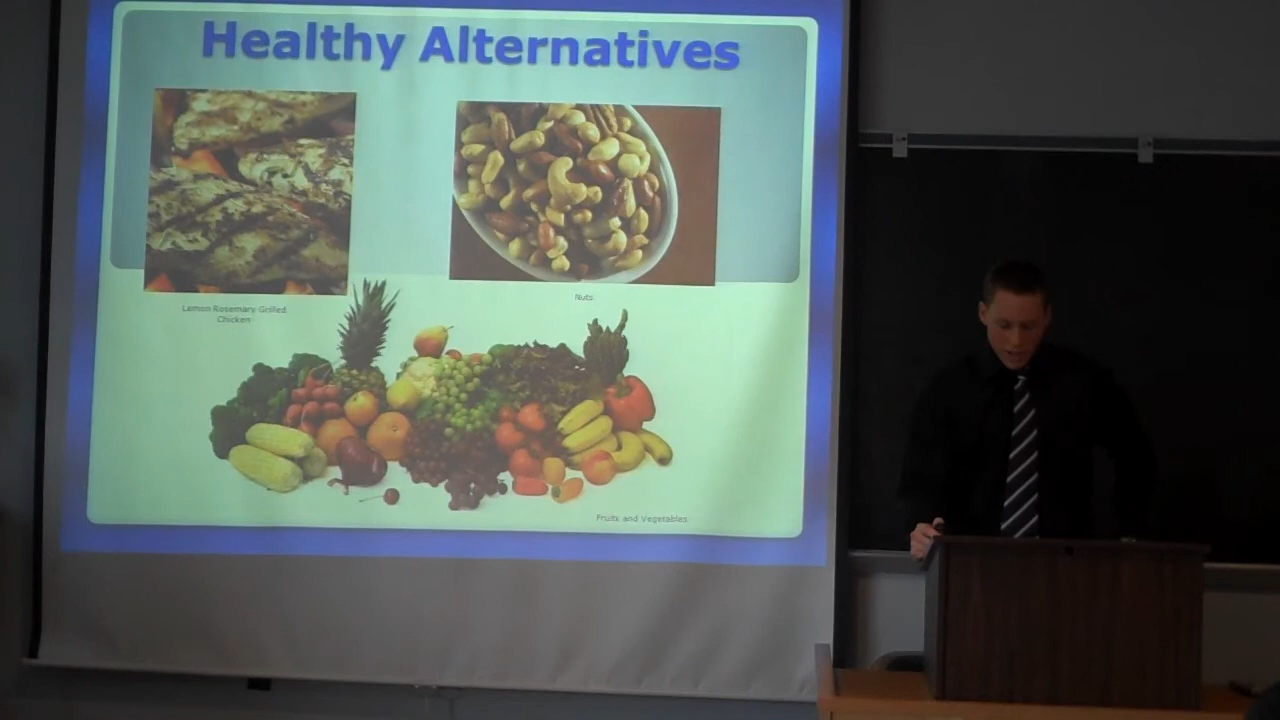 Healthy Alternatives
Lemon Rosemary Grilled
Chicken
Nuts
Fruits and Vegetables